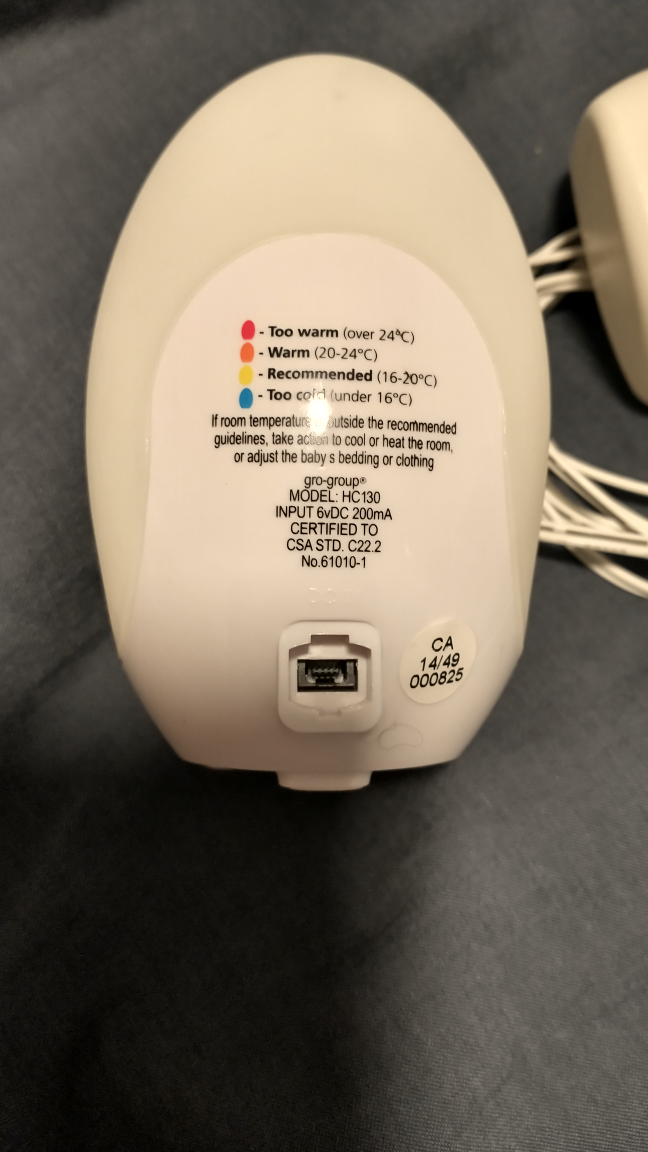 - Too warm (over 24°C)
- Warm (20-24°C)
- Recommended (16-20°C)
- Too cold (under 16°C)
If room temperature outside the recommended
guidelines, take action to cool or heat the room,
or adjust the baby s bedding or clothing
gro-group®
MODEL: HC130
INPUT 6vDC 200mA
CERTIFIED TO
CSA STD. C22.2
No.61010-1
CA
14/49
000825